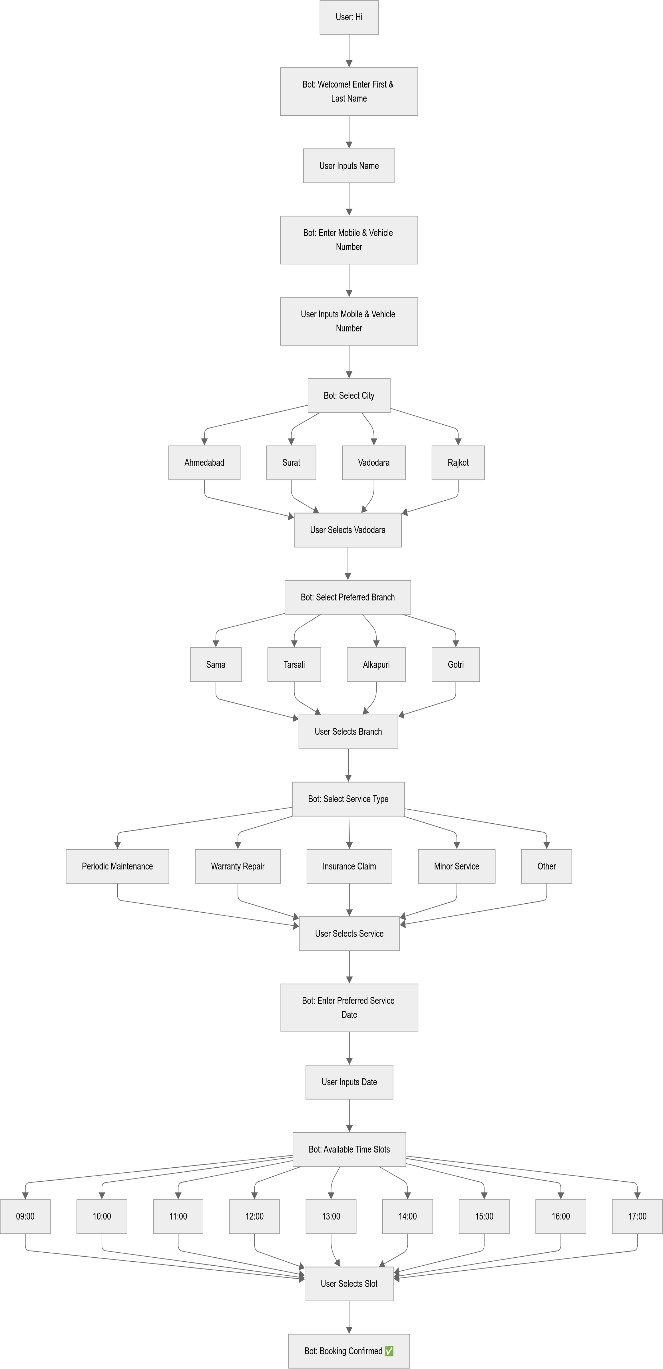 User: Hi
Bot: Welcome! Enter First &
Last Name
User Inputs Name
Bot: Enter Mobile & Vehicle
Number
User Inputs Mobile & Vehicle
Number
Bot: Select City
Ahmedabad
Surat
Vadodara
Rajkot
User Selects Vadodara
Bot: Select Preferred Branch
Sama
Tarsali
Alkapuri
Gotri
User Selects Branch
Bot: Select Service Type
Periodic Maintenance
Warranty Repair
Insurance Claim
Minor Service
Other
User Selects Service
Bot: Enter Preferred Service
Date
User Inputs Date
Bot: Available Time Slots
09:00
10:00
11:00
12:00
13:00
14:00
15:00
16:00
17:00
User Selects Slot
Bot: Booking Confirmed ✅